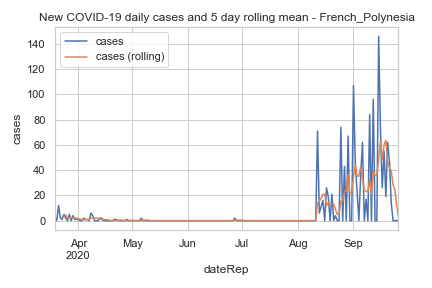 New COVID-19 daily cases and 5 day rolling mean - French_Polynesia
cases
cases (rolling)
140
120
100
80
60
40
20
0
cases
Apr
2020
May
Jun
Jul
Aug
Sep
dateRep